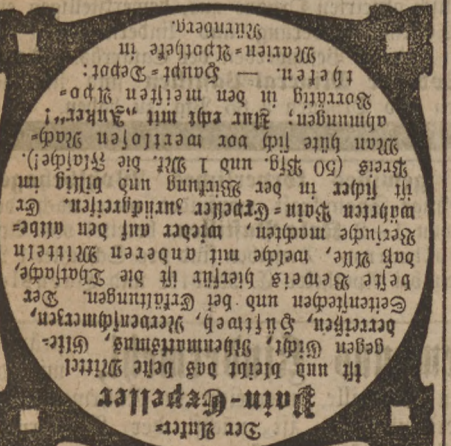 Der Anker-
Pain-Expeller
ist und bleibt das beste Mittel
gegen Gicht, Rheumatismus, Glie-
derreißen, Hüftweh, Nervenschmerzen,
Seitenstechen und bei Erkältungen. Der
beste Beweis hierfür ist die Thatsache,
daß Alle, welche mit anderen Mitteln
Versuche machten, wieder auf den altbe-
währten Pain-Expeller zurückgreifen. Er
ist sicher in der Wirkung und billig im
Preis (50 Pfg. und 1 Mk. die Flasche!).
Man hüte sich vor wertlosen Nach-
ahmungen; Nur echt mit „Anker“!
Vorrätig in den meisten Apo-
theken. — Haupt-Depot:
Marien-Apotheke in
Nürnberg.